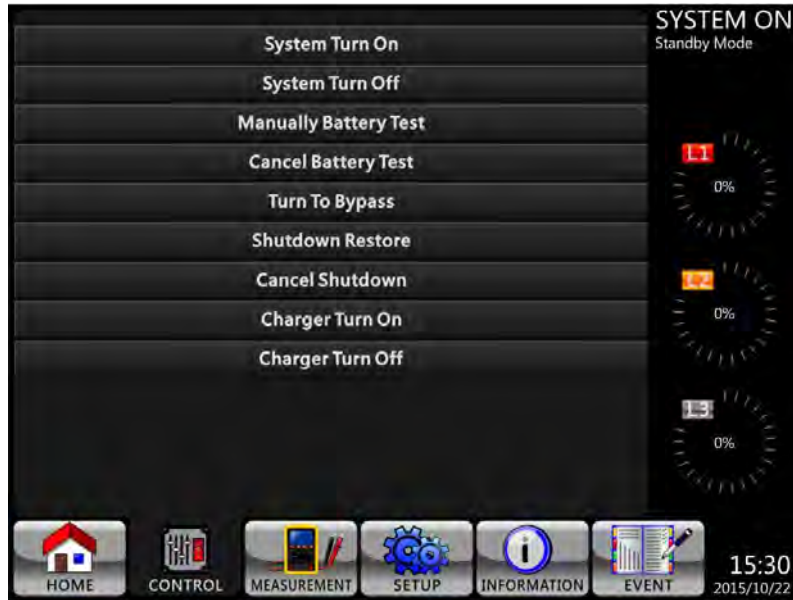 SYSTEM ON
Standby Mode
System Turn On
System Turn Off
Manually Battery Test
Cancel Battery Test
Turn To Bypass
Shutdown Restore
Cancel Shutdown
Charger Turn On
Charger Turn Off
L1
0%
L2
0%
L3
0%
HOME
CONTROL
MEASUREMENT
SETUP
INFORMATION
EVENT
15:30
2015/10/22